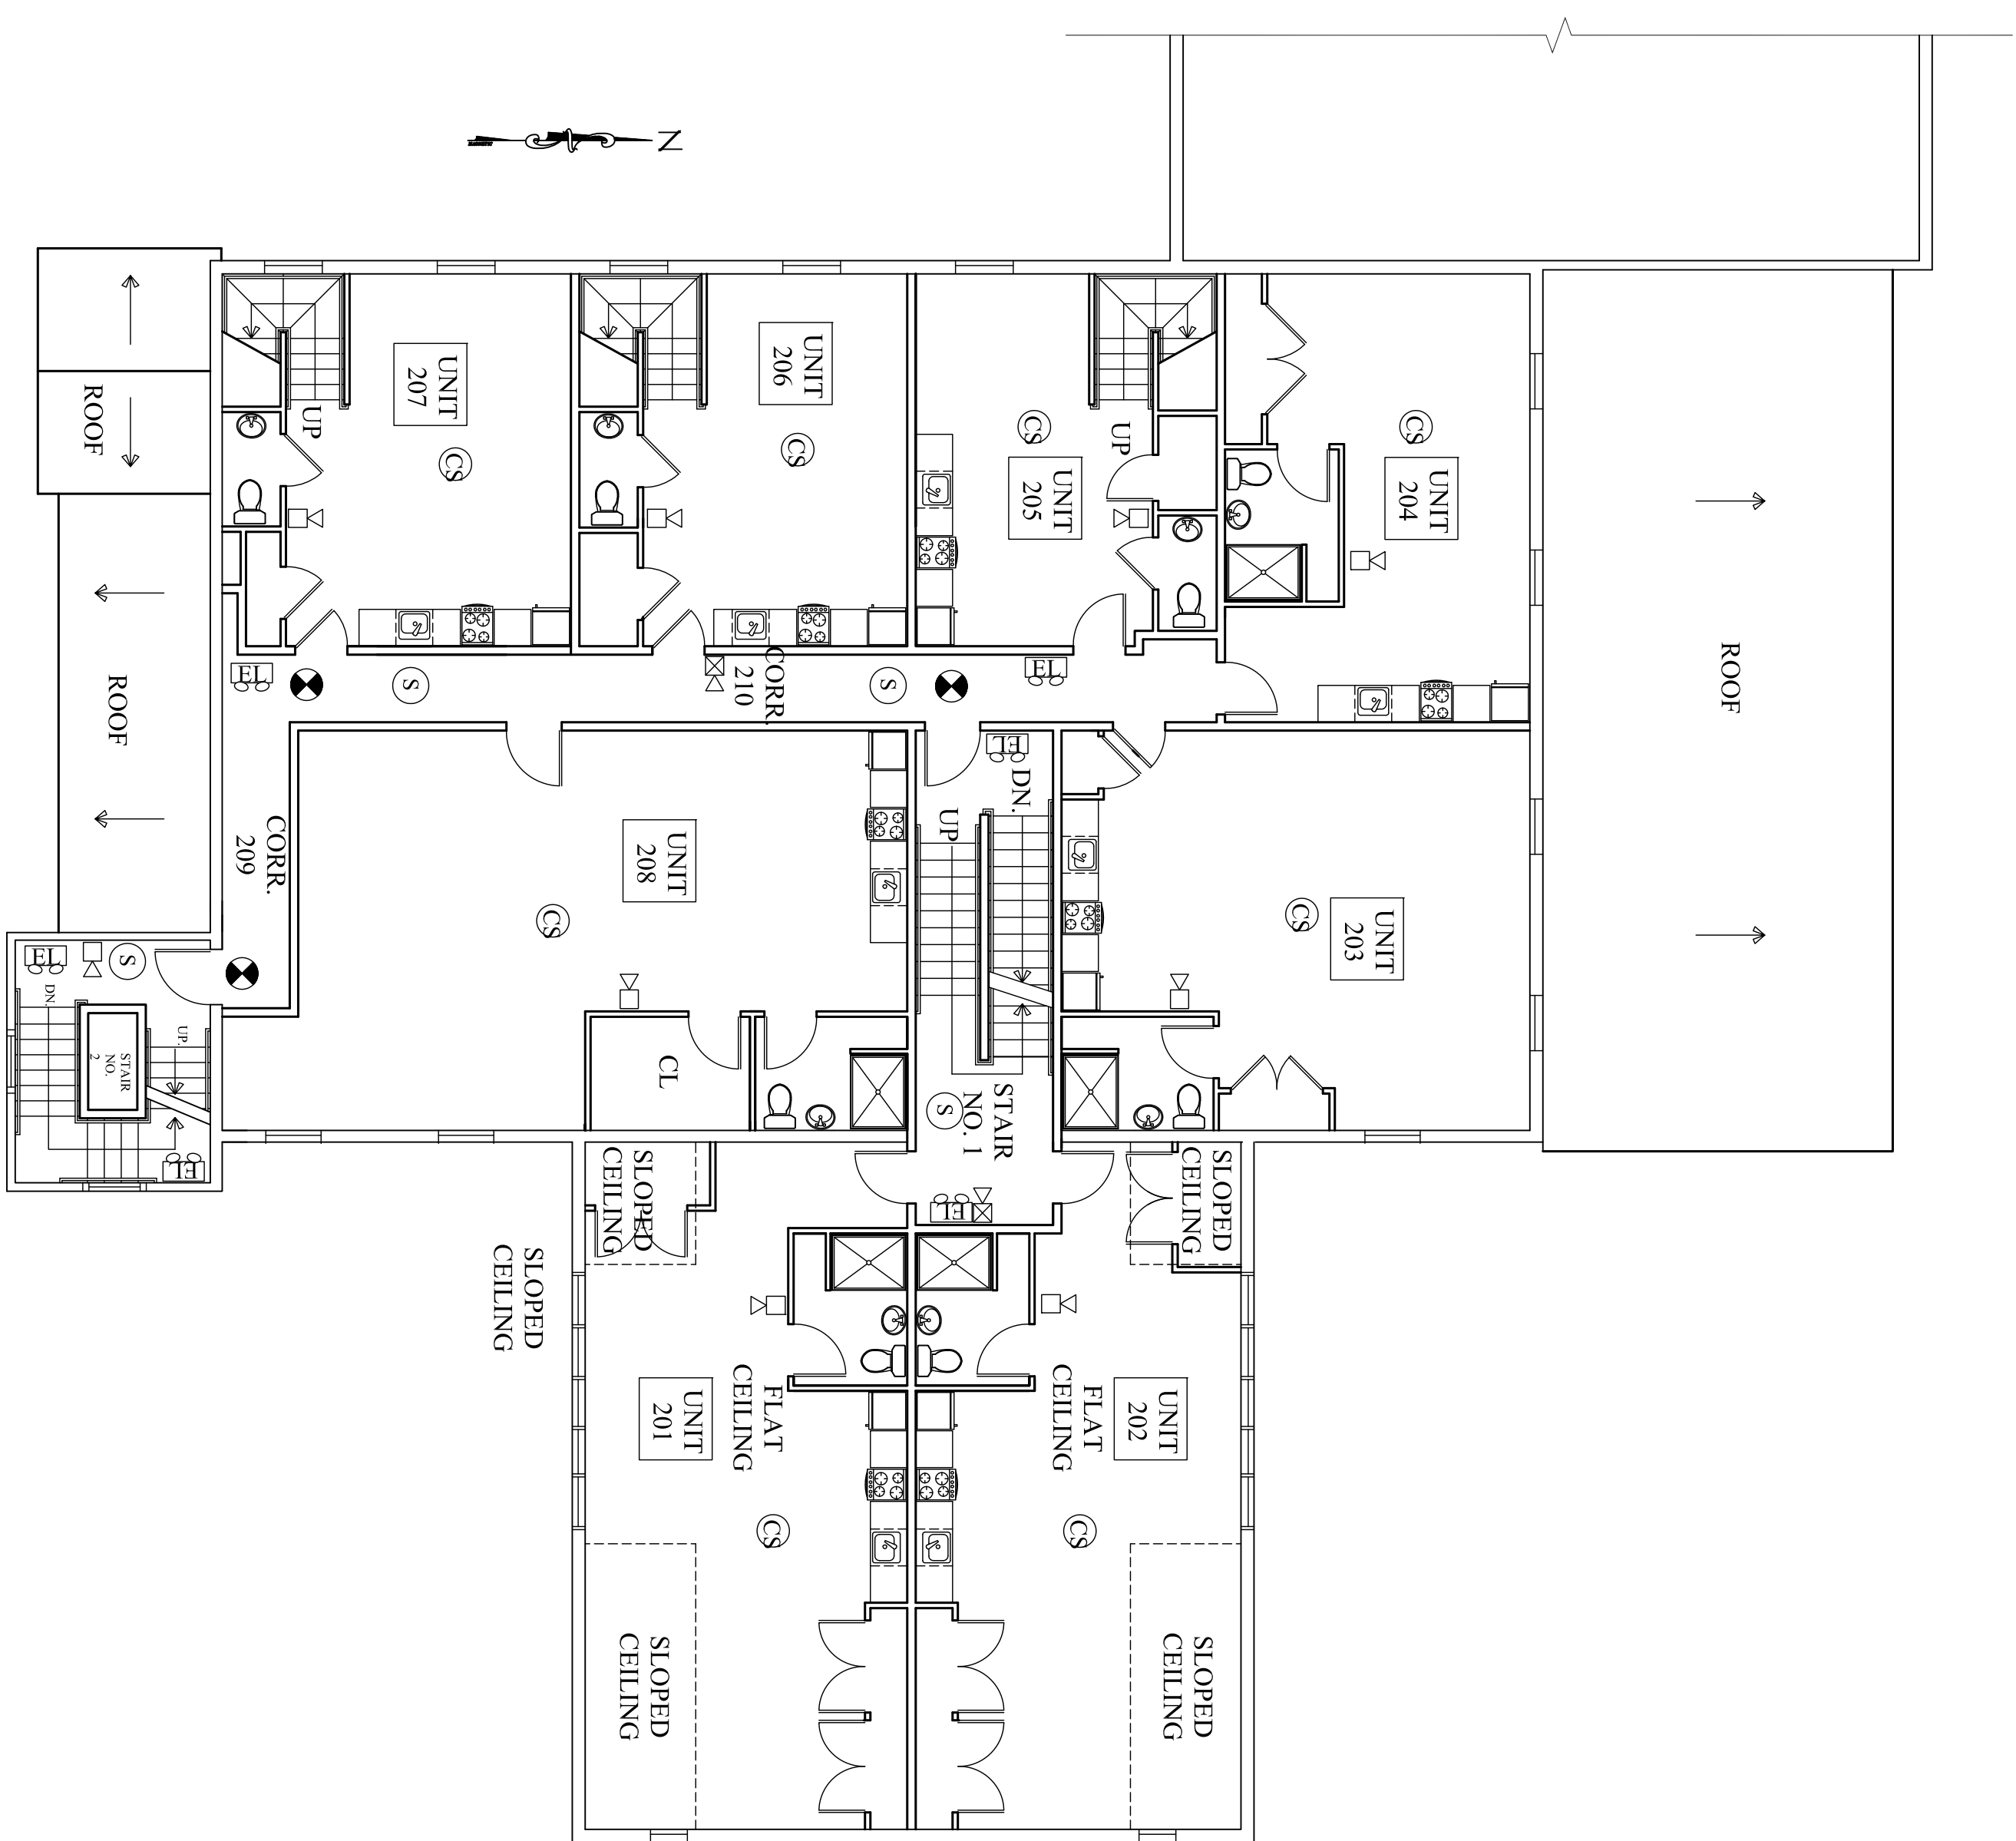 N
ROOF
UNIT
207
UP
CS
UNIT
206
CS
UNIT
205
CS
UP
UNIT
204
CS
ROOF
ROOF
EL
S
CORR.
210
S
EL
EL
DN.
UP
UNIT
208
CS
CL
CORR.
209
UNIT
203
CS
EL
S
DN.
UP.
STAIR
NO.
2
EL
STAIR
NO. 1
S
EL
SLOPED
CEILING
SLOPED
CEILING
SLOPED
CEILING
FLAT
CEILING
UNIT
201
CS
FLAT
CEILING
UNIT
202
CS
SLOPED
CEILING
SLOPED
CEILING